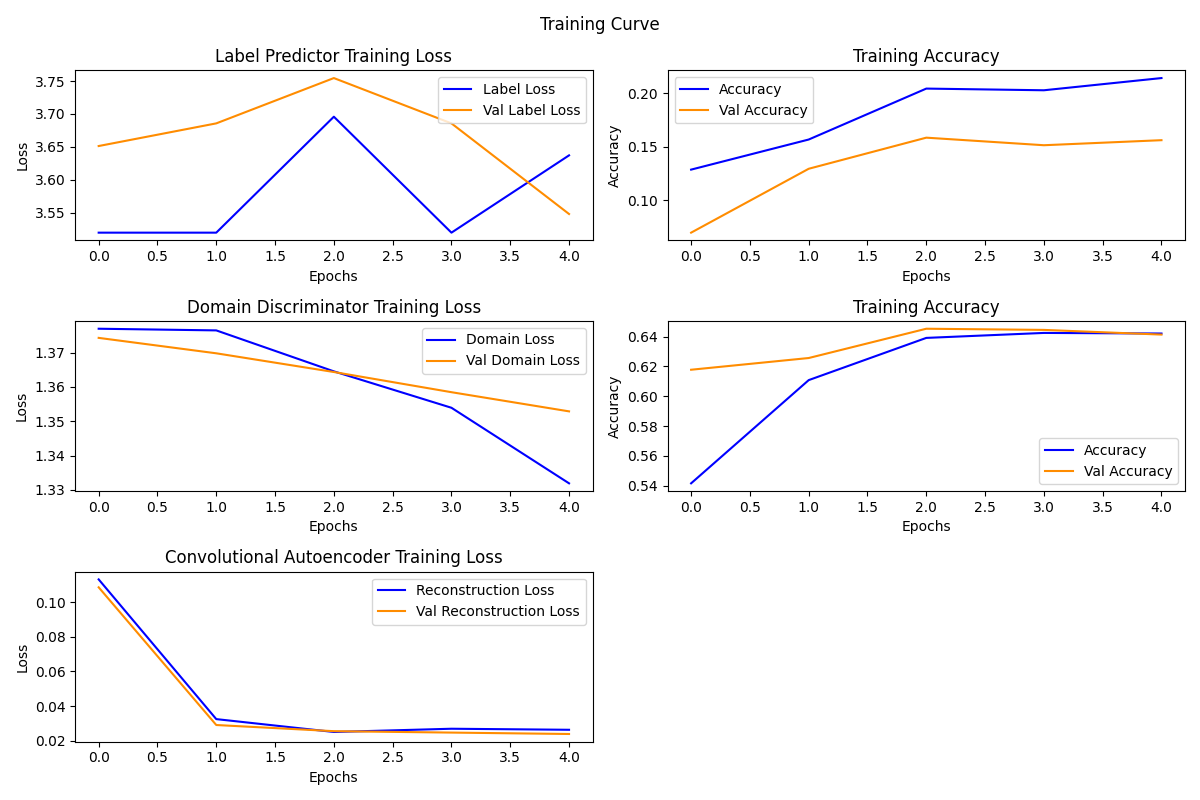 Training Curve
Label Predictor Training Loss
3.75
3.70
3.65
3.60
3.55
Loss
Label Loss
Val Label Loss
0.0 0.5 1.0 1.5 2.0 2.5 3.0 3.5 4.0
Epochs
Training Accuracy
0.20
0.15
0.10
Accuracy
Accuracy
Val Accuracy
0.0 0.5 1.0 1.5 2.0 2.5 3.0 3.5 4.0
Epochs
Domain Discriminator Training Loss
1.37
1.36
1.35
1.34
1.33
Loss
Domain Loss
Val Domain Loss
0.0 0.5 1.0 1.5 2.0 2.5 3.0 3.5 4.0
Epochs
Training Accuracy
0.64
0.62
0.60
0.58
0.56
0.54
Accuracy
Accuracy
Val Accuracy
0.0 0.5 1.0 1.5 2.0 2.5 3.0 3.5 4.0
Epochs
Convolutional Autoencoder Training Loss
0.10
0.08
0.06
0.04
0.02
Loss
Reconstruction Loss
Val Reconstruction Loss
0.0 0.5 1.0 1.5 2.0 2.5 3.0 3.5 4.0
Epochs